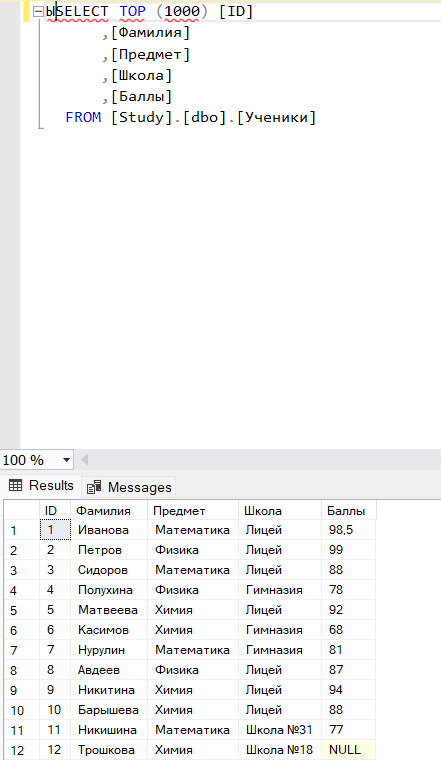 ыSELECT TOP (1000) [ID]
,[Фамилия]
,[Предмет]
,[Школа]
,[Баллы]
FROM [Study].[dbo].[Ученики]
100 %
Results Messages
ID Фамилия Предмет Школа Баллы
1 1 Иванова Математика Лицей 98,5
2 2 Петров Физика Лицей 99
3 3 Сидоров Математика Лицей 88
4 4 Полухина Физика Гимназия 78
5 5 Матвеева Химия Лицей 92
6 6 Касимов Химия Гимназия 68
7 7 Нурулин Математика Гимназия 81
8 8 Авдеев Физика Лицей 87
9 9 Никитина Химия Лицей 94
10 10 Барышева Химия Лицей 88
11 11 Никишина Математика Школа №31 77
12 12 Трошкова Химия Школа №18 NULL